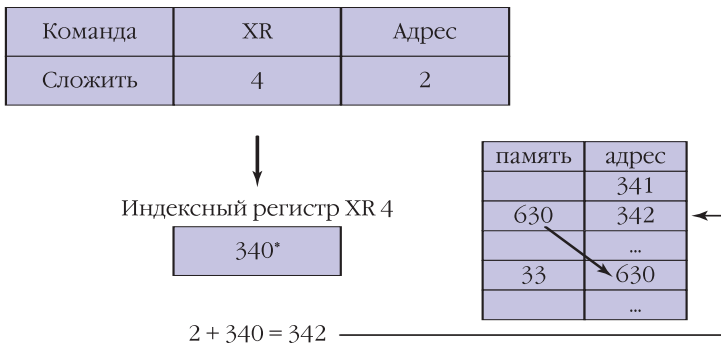 Команда XR Адрес
Сложить 4 2
память адрес
341
Индексный регистр XR 4
630 342
340*
...
33 630
...
2 + 340 = 342